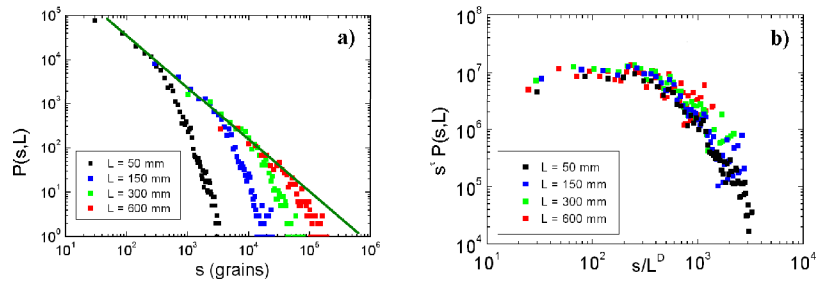 a)
P(s,L)
10^5
10^4
10^3
10^2
10^1
10^0
L = 50 mm
L = 150 mm
L = 300 mm
L = 600 mm
10^1 10^2 10^3 10^4 10^5 10^6
s (grains)
b)
s^τ P(s,L)
10^8
10^7
10^6
10^5
10^4
L = 50 mm
L = 150 mm
L = 300 mm
L = 600 mm
10^1 10^2 10^3 10^4
s/L^D